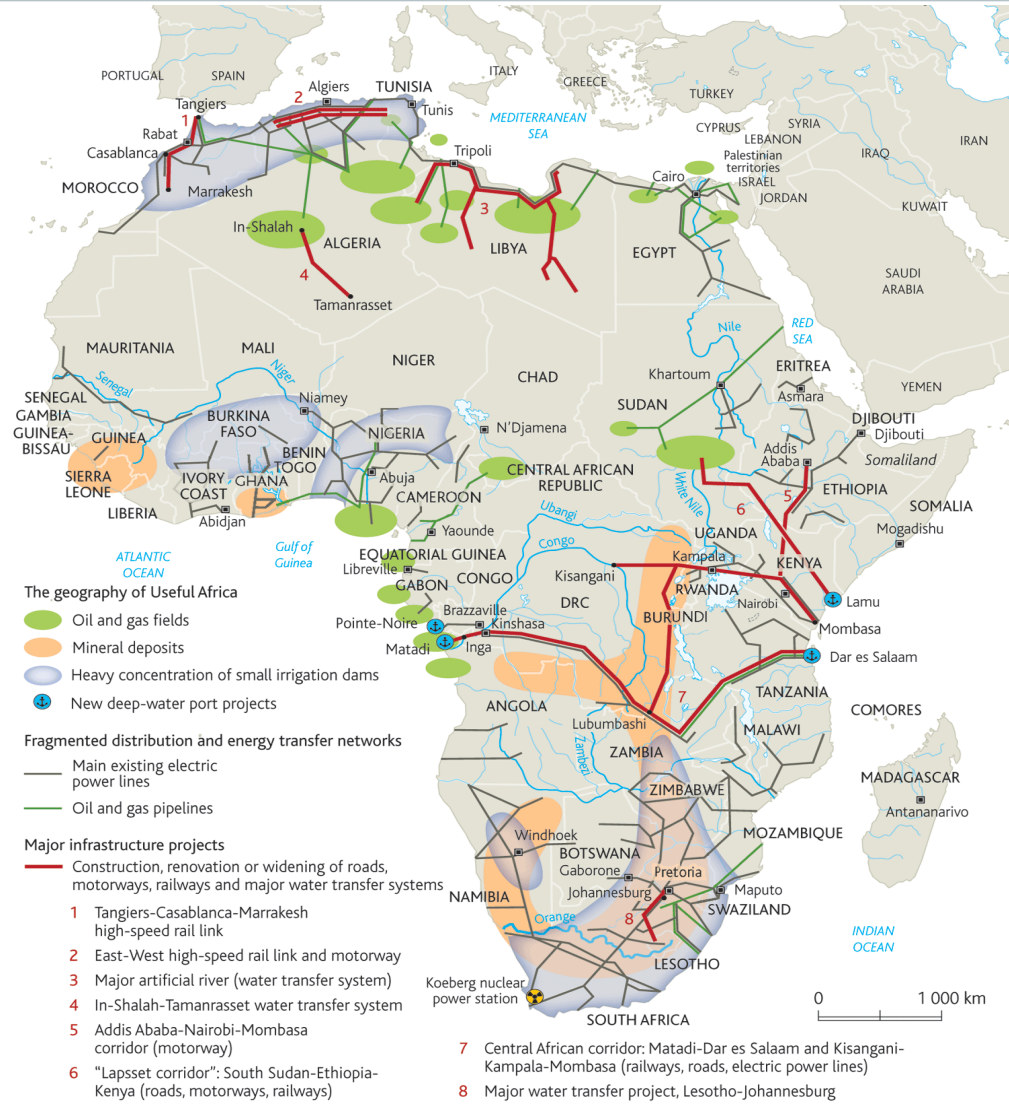 PORTUGAL
SPAIN
ITALY
GREECE
TURKEY
Algiers
TUNISIA
2
Tangiers
Tunis
1
MEDITERRANEAN
SEA
CYPRUS
SYRIA
LEBANON
IRAN
Rabat
Casablanca
Tripoli
Palestinian
territories
IRAQ
Cairo
ISRAEL
JORDAN
MOROCCO
Marrakesh
KUWAIT
3
In-Shalah
ALGERIA
LIBYA
EGYPT
4
SAUDI
ARABIA
Tamanrasset
Nile
RED
SEA
MAURITANIA
MALI
NIGER
CHAD
Senegal
Niger
Khartoum
ERITREA
Asmara
YEMEN
SENEGAL
GAMBIA
GUINEA-
BISSAU
Niamey
SUDAN
BURKINA
FASO
NIGERIA
N'Djamena
DJIBOUTI
Djibouti
GUINEA
BENIN
TOGO
Addis
Ababa
Somaliland
SIERRA
LEONE
IVORY
COAST
GHANA
Abuja
CENTRAL AFRICAN
REPUBLIC
White Nile
5
ETHIOPIA
CAMEROON
6
SOMALIA
LIBERIA
Abidjan
Ubangi
UGANDA
Mogadishu
Yaounde
ATLANTIC
OCEAN
Gulf of
Guinea
EQUATORIAL GUINEA
Congo
Kampala
KENYA
Libreville
GABON
CONGO
Kisangani
RWANDA
DRC
Nairobi
Lamu
BURUNDI
Brazzaville
Pointe-Noire
Kinshasa
Mombasa
Matadi
Inga
Dar es Salaam
7
TANZANIA
ANGOLA
COMORES
Lubumbashi
MALAWI
Zambezi
ZAMBIA
MADAGASCAR
ZIMBABWE
Antananarivo
Windhoek
MOZAMBIQUE
BOTSWANA
Gaborone
Pretoria
Johannesburg
Maputo
NAMIBIA
SWAZILAND
8
Orange
INDIAN
OCEAN
LESOTHO
Koeberg nuclear
power station
SOUTH AFRICA
0
1 000 km
The geography of Useful Africa
Oil and gas fields
Mineral deposits
Heavy concentration of small irrigation dams
New deep-water port projects
Fragmented distribution and energy transfer networks
Main existing electric
power lines
Oil and gas pipelines
Major infrastructure projects
Construction, renovation or widening of roads,
motorways, railways and major water transfer systems
1 Tangiers-Casablanca-Marrakesh
high-speed rail link
2 East-West high-speed rail link and motorway
3 Major artificial river (water transfer system)
4 In-Shalah-Tamanrasset water transfer system
5 Addis Ababa-Nairobi-Mombasa
corridor (motorway)
6 “Lapsset corridor”: South Sudan-Ethiopia-
Kenya (roads, motorways, railways)
7 Central African corridor: Matadi-Dar es Salaam and Kisangani-
Kampala-Mombasa (railways, roads, electric power lines)
8 Major water transfer project, Lesotho-Johannesburg